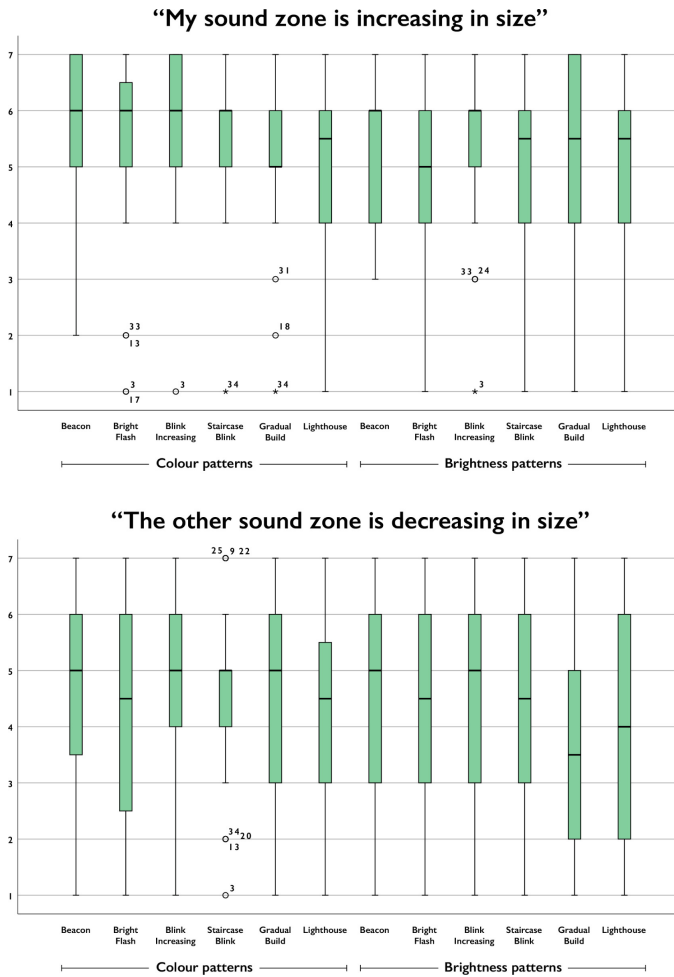 “My sound zone is increasing in size”
7
6
5
4
3
2
1
33
13
3
17
3
34
31
18
34
33 24
3
Beacon
Bright Flash
Blink Increasing
Staircase Blink
Gradual Build
Lighthouse
Beacon
Bright Flash
Blink Increasing
Staircase Blink
Gradual Build
Lighthouse
Colour patterns
Brightness patterns
“The other sound zone is decreasing in size”
7
6
5
4
3
2
1
25 9 22
34 20
13
3
Beacon
Bright Flash
Blink Increasing
Staircase Blink
Gradual Build
Lighthouse
Beacon
Bright Flash
Blink Increasing
Staircase Blink
Gradual Build
Lighthouse
Colour patterns
Brightness patterns